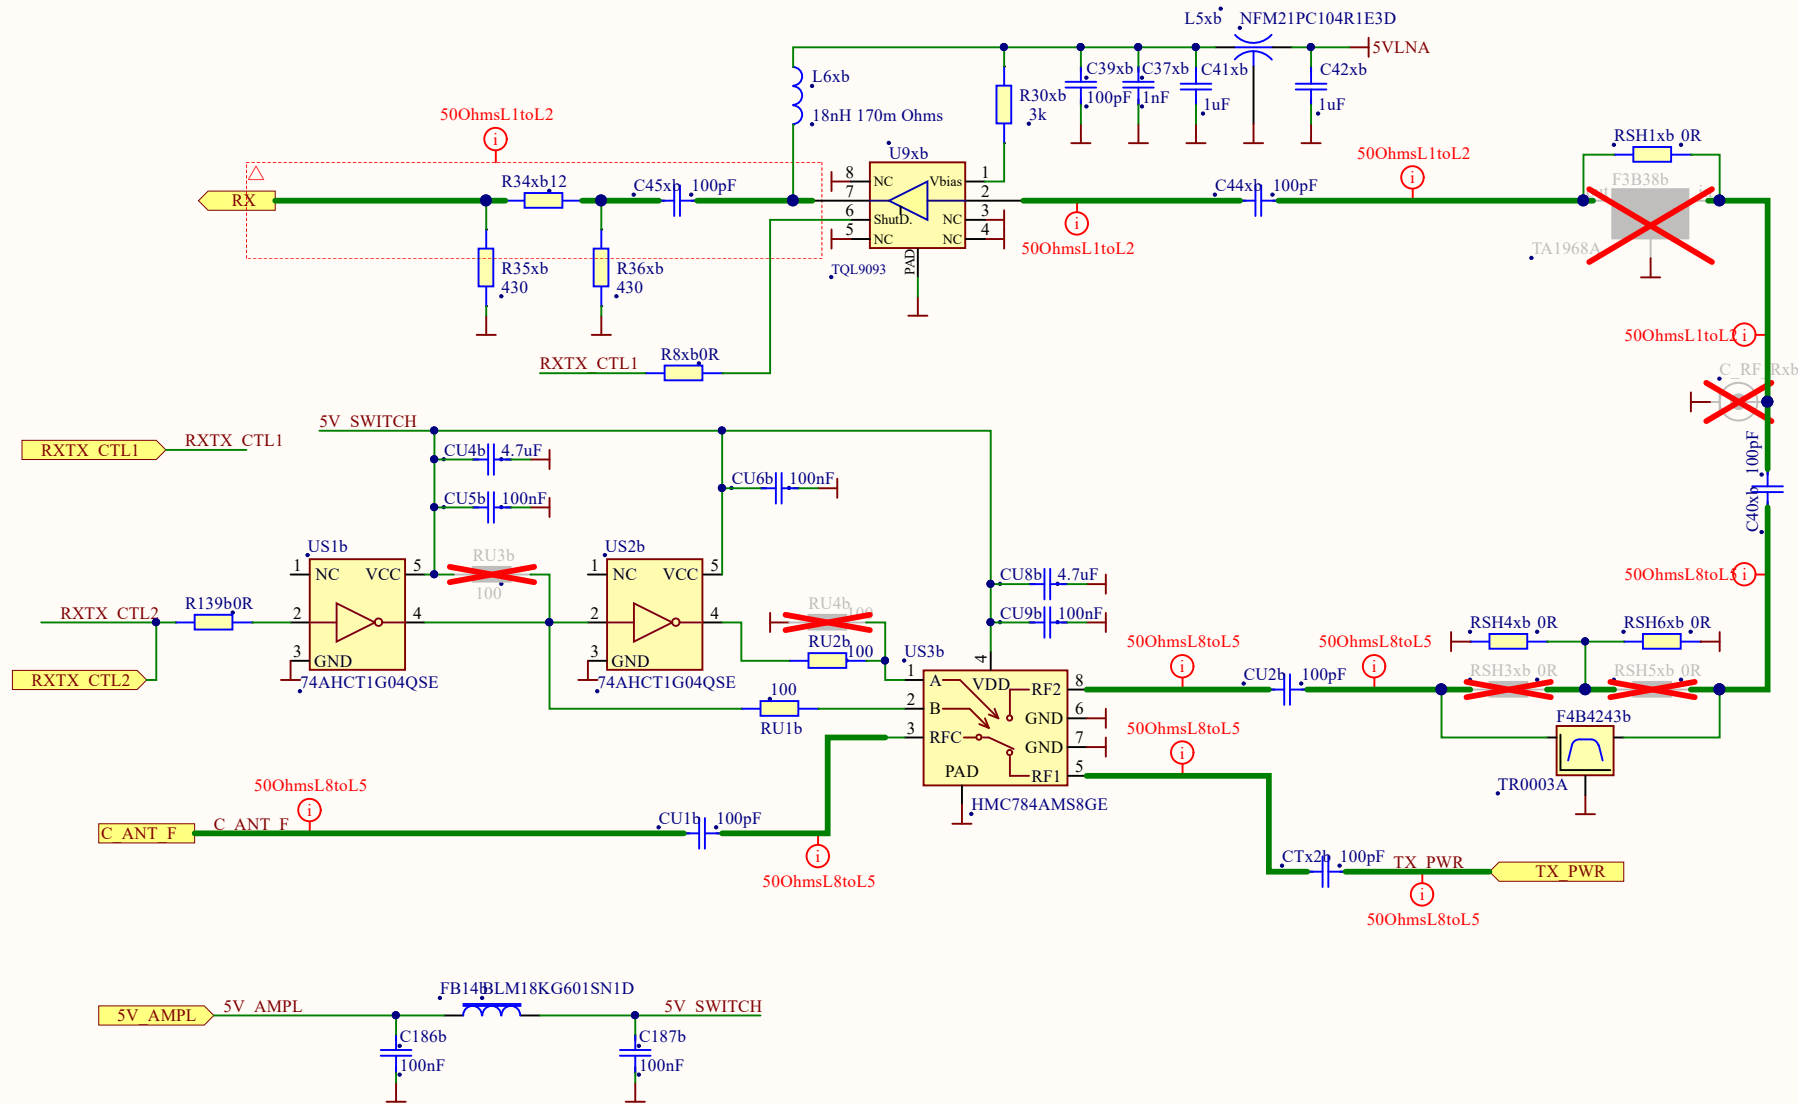 L5xb NFM21PC104R1E3D
5VLNA
L6xb
18nH 170m Ohms
R30xb
3k
C39xb
100pF
C37xb
1nF
C41xb
1uF
C42xb
1uF
50OhmsL1toL2
RX
R34xb12
C45xb 100pF
R35xb
430
R36xb
430
U9xb
8 NC Vbias 1
7 2
6 ShutD. NC 3
5 NC NC 4
PAD
TQL9093
50OhmsL1toL2
C44xb 100pF
50OhmsL1toL2
RSH1xb 0R
F3B38b
TA1968A
50OhmsL1toL2
C_RF_Rxb
C40xb 100pF
50OhmsL8toL5
RXTX_CTL1
R8xb0R
RXTX_CTL1
RXTX_CTL1
5V_SWITCH
CU4b 4.7uF
CU5b 100nF
CU6b 100nF
US1b
1 NC VCC 5
2 4
3 GND
74AHCT1G04QSE
RU3b
100
US2b
1 NC VCC 5
2 4
3 GND
74AHCT1G04QSE
RXTX_CTL2
R139b0R
RXTX_CTL2
RU4b
100
RU2b
100
100
RU1b
CU8b 4.7uF
CU9b 100nF
US3b
4
1 A VDD RF2 8
2 B GND 6
3 RFC GND 7
PAD RF1 5
HMC784AMS8GE
50OhmsL8toL5
CU2b 100pF
50OhmsL8toL5
50OhmsL8toL5
RSH4xb 0R
RSH6xb 0R
RSH3xb 0R
RSH5xb 0R
F4B4243b
TR0003A
50OhmsL8toL5
C_ANT_F
C_ANT_F
CU1b 100pF
50OhmsL8toL5
CTx2b 100pF
TX_PWR
TX_PWR
50OhmsL8toL5
5V_AMPL
5V_AMPL
FB14b
BLM18KG601SN1D
5V_SWITCH
C186b
100nF
C187b
100nF